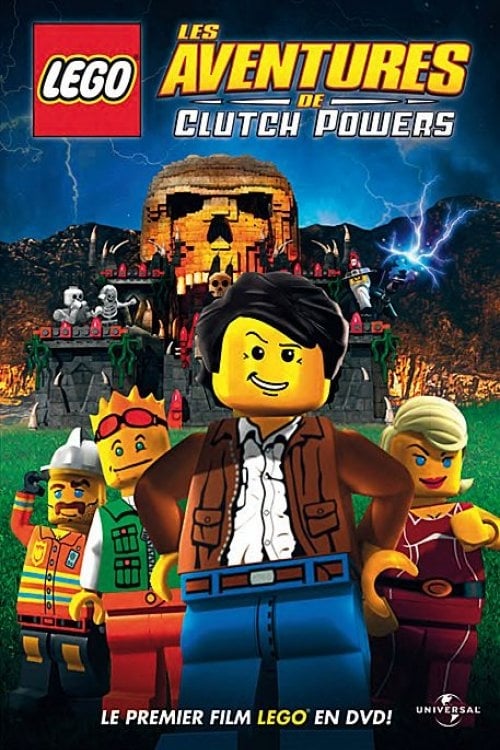 LEGO
LES
AVENTURES
DE
CLUTCH POWERS
LE PREMIER FILM LEGO® EN DVD!
UNIVERSAL